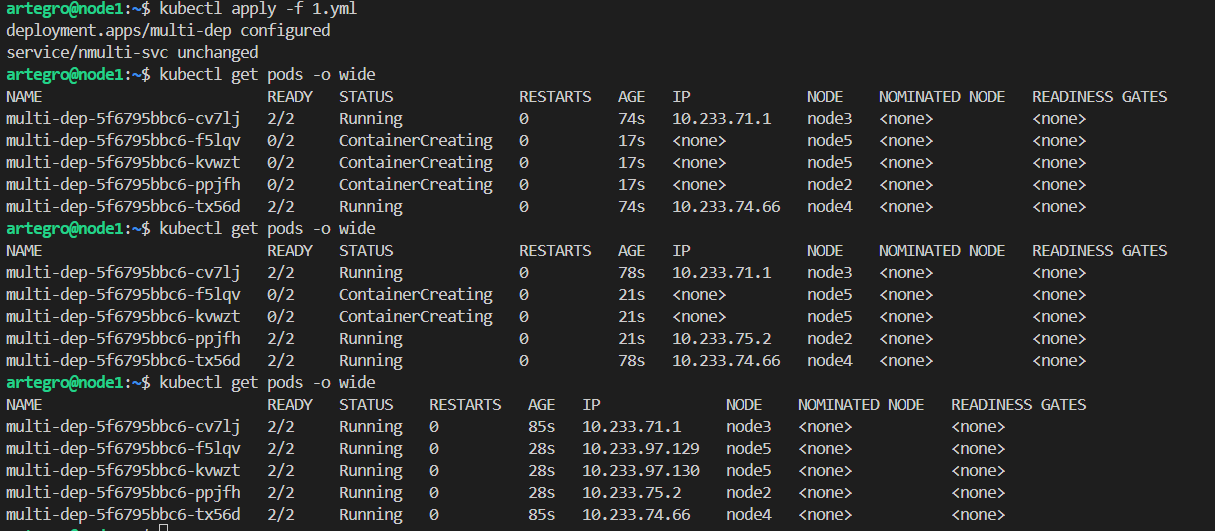 artegro@node1:~$ kubectl apply -f 1.yml
deployment.apps/multi-dep configured
service/nmulti-svc unchanged
artegro@node1:~$ kubectl get pods -o wide
NAME                         READY   STATUS              RESTARTS   AGE   IP             NODE    NOMINATED NODE   READINESS GATES
multi-dep-5f6795bbc6-cv7lj   2/2     Running             0          74s   10.233.71.1    node3   <none>           <none>
multi-dep-5f6795bbc6-f5lqv   0/2     ContainerCreating   0          17s   <none>         node5   <none>           <none>
multi-dep-5f6795bbc6-kvwzt   0/2     ContainerCreating   0          17s   <none>         node5   <none>           <none>
multi-dep-5f6795bbc6-ppjfh   0/2     ContainerCreating   0          17s   <none>         node2   <none>           <none>
multi-dep-5f6795bbc6-tx56d   2/2     Running             0          74s   10.233.74.66   node4   <none>           <none>
artegro@node1:~$ kubectl get pods -o wide
NAME                         READY   STATUS              RESTARTS   AGE   IP             NODE    NOMINATED NODE   READINESS GATES
multi-dep-5f6795bbc6-cv7lj   2/2     Running             0          78s   10.233.71.1    node3   <none>           <none>
multi-dep-5f6795bbc6-f5lqv   0/2     ContainerCreating   0          21s   <none>         node5   <none>           <none>
multi-dep-5f6795bbc6-kvwzt   0/2     ContainerCreating   0          21s   <none>         node5   <none>           <none>
multi-dep-5f6795bbc6-ppjfh   2/2     Running             0          21s   10.233.75.2    node2   <none>           <none>
multi-dep-5f6795bbc6-tx56d   2/2     Running             0          78s   10.233.74.66   node4   <none>           <none>
artegro@node1:~$ kubectl get pods -o wide
NAME                         READY   STATUS    RESTARTS   AGE   IP              NODE    NOMINATED NODE   READINESS GATES
multi-dep-5f6795bbc6-cv7lj   2/2     Running   0          85s   10.233.71.1     node3   <none>           <none>
multi-dep-5f6795bbc6-f5lqv   2/2     Running   0          28s   10.233.97.129   node5   <none>           <none>
multi-dep-5f6795bbc6-kvwzt   2/2     Running   0          28s   10.233.97.130   node5   <none>           <none>
multi-dep-5f6795bbc6-ppjfh   2/2     Running   0          28s   10.233.75.2     node2   <none>           <none>
multi-dep-5f6795bbc6-tx56d   2/2     Running   0          85s   10.233.74.66    node4   <none>           <none>